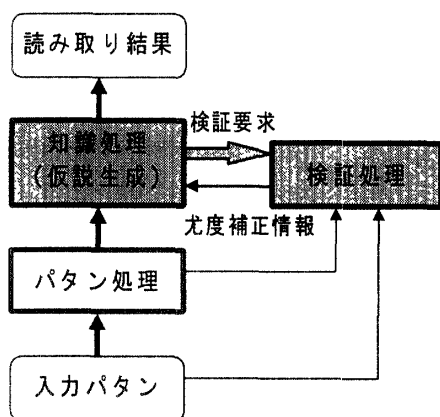 読み取り結果
検証要求
知識処理
(仮説生成)
検証処理
尤度補正情報
パタン処理
入力パタン